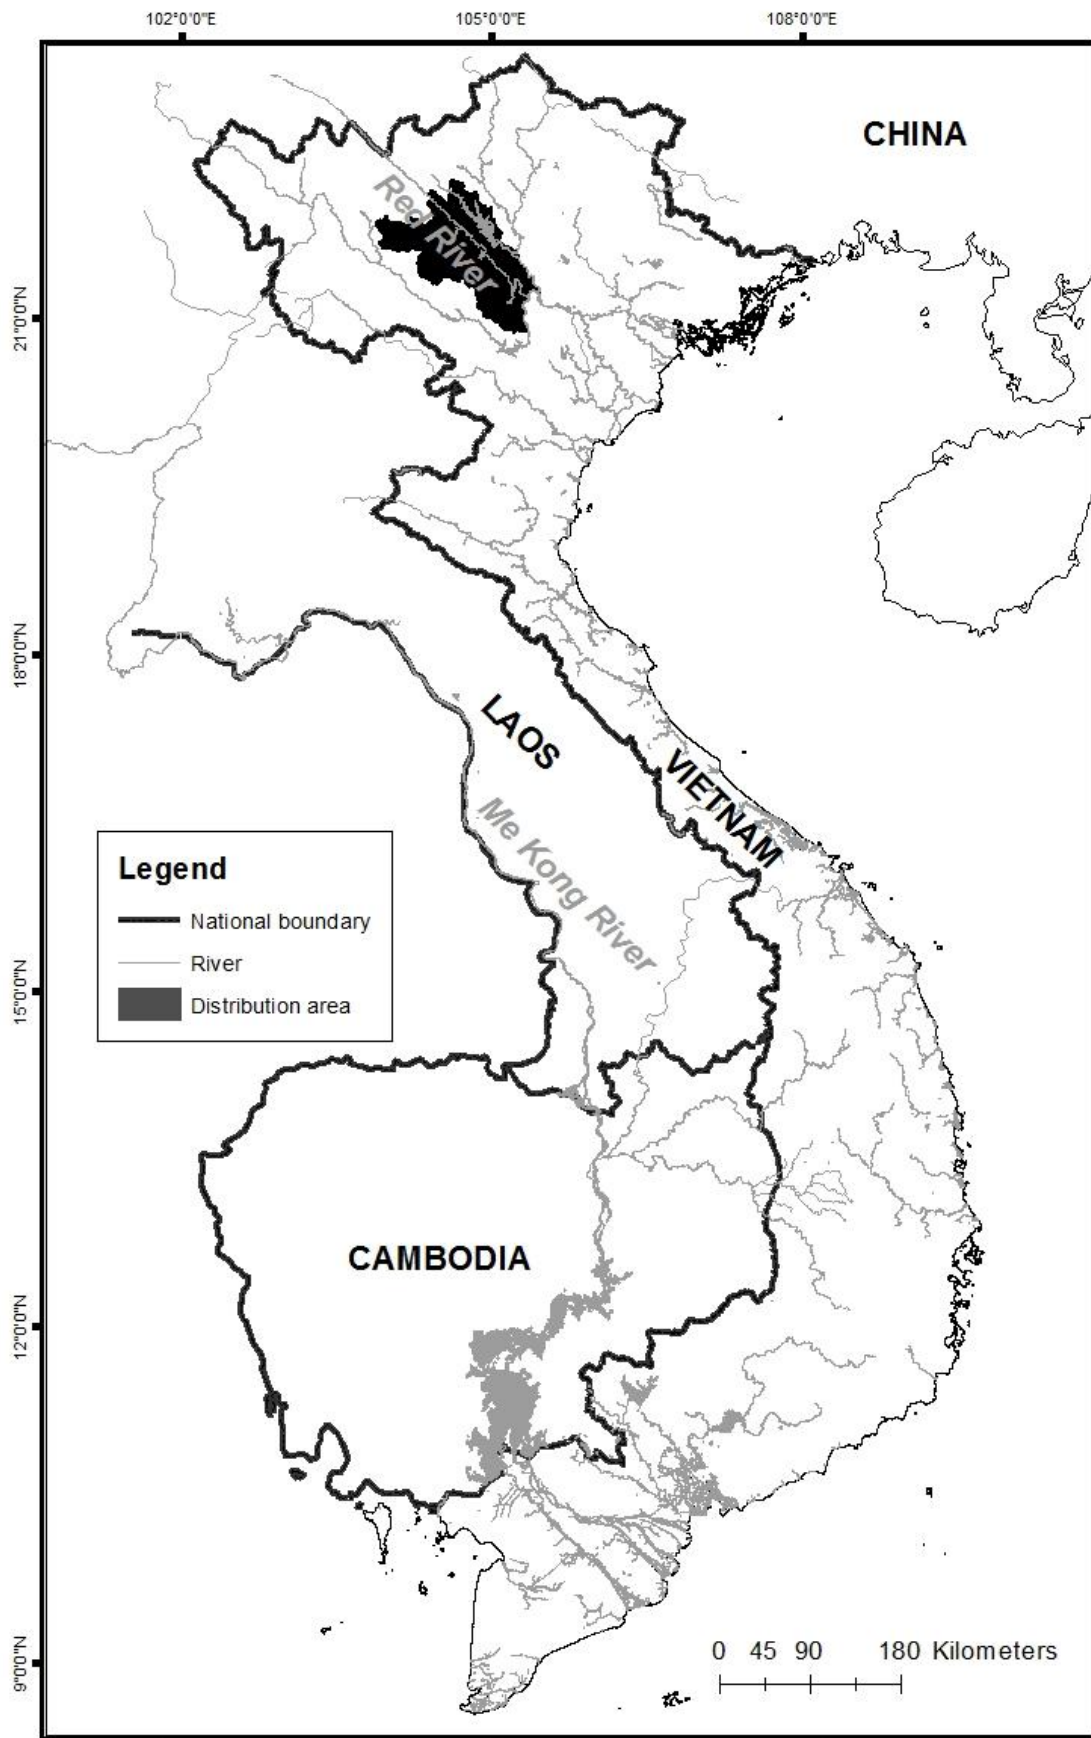 102°0'0"E 105°0'0"E 108°0'0"E
CHINA
Red River
21°0'0"N
18°0'0"N
LAOS
VIETNAM
Me Kong River
Legend
National boundary
River
Distribution area
15°0'0"N
CAMBODIA
12°0'0"N
9°0'0"N
0 45 90 180 Kilometers